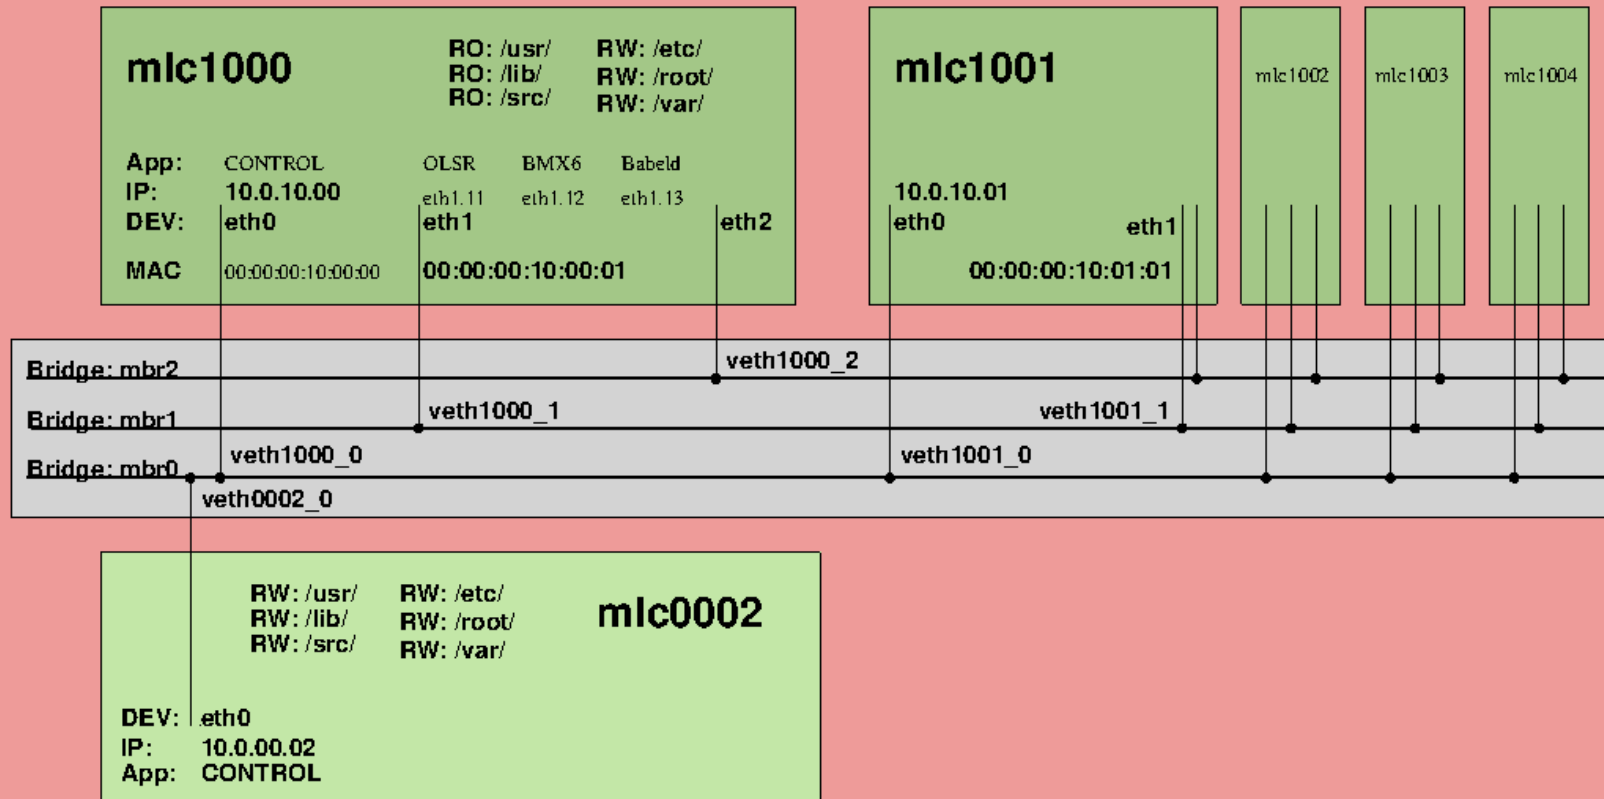 mlc1000
RO: /usr/ RW: /etc/
RO: /lib/ RW: /root/
RO: /src/ RW: /var/
App: CONTROL OLSR BMX6 Babeld
IP: 10.0.10.00 eth1.11 eth1.12 eth1.13
DEV: eth0 eth1 eth2
MAC 00:00:00:10:00:00 00:00:00:10:00:01
mlc1001
10.0.10.01
eth0 eth1
00:00:00:10:01:01
mlc1002
mlc1003
mlc1004
Bridge: mbr2 veth1000_2
Bridge: mbr1 veth1000_1 veth1001_1
Bridge: mbr0 veth1000_0 veth1001_0
veth0002_0
RW: /usr/ RW: /etc/
RW: /lib/ RW: /root/
RW: /src/ RW: /var/
mlc0002
DEV: eth0
IP: 10.0.00.02
App: CONTROL